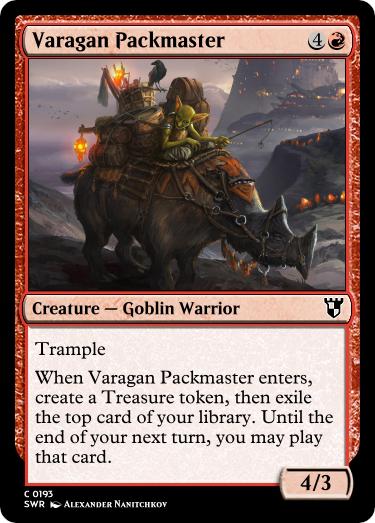 Varagan Packmaster 4
Creature — Goblin Warrior
Trample
When Varagan Packmaster enters,
create a Treasure token, then exile
the top card of your library. Until the
end of your next turn, you may play
that card.
4/3
C 0193
SWR Alexander Nanitchkov